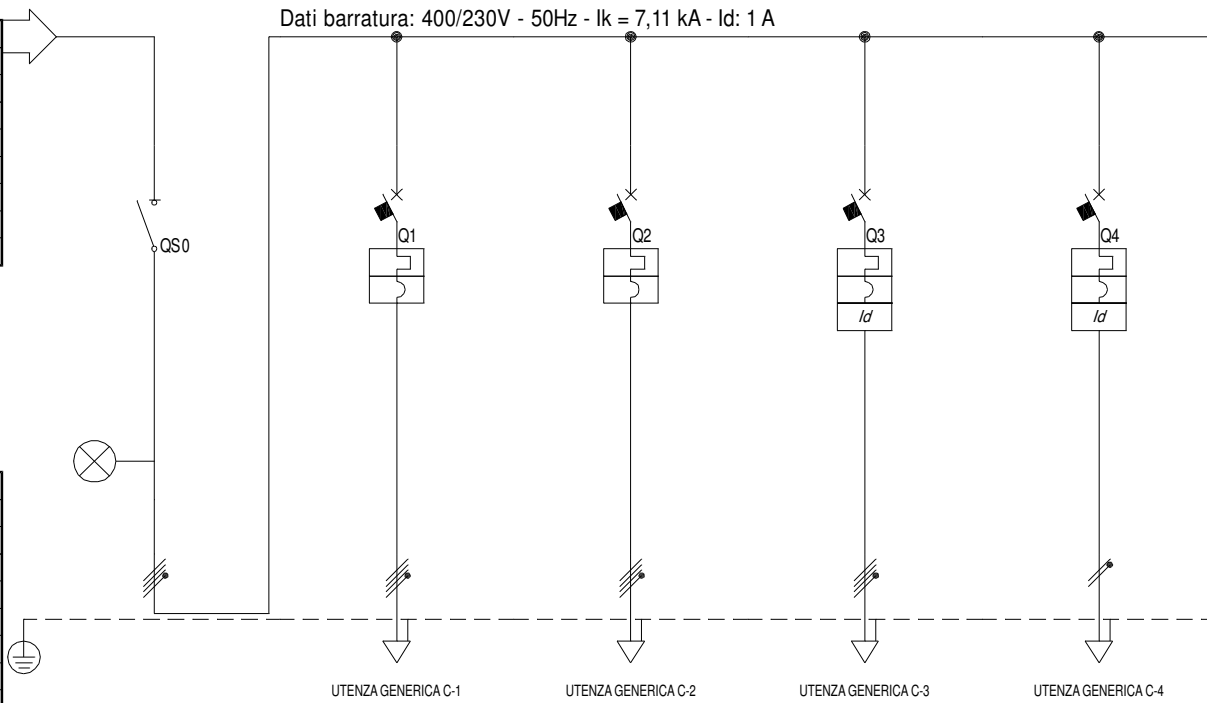 Dati barratura: 400/230V - 50Hz - Ik = 7,11 kA - Id: 1 A
QS0
Q1
Q2
Q3
Q4
Id
Id
UTENZA GENERICA C-1
UTENZA GENERICA C-2
UTENZA GENERICA C-3
UTENZA GENERICA C-4